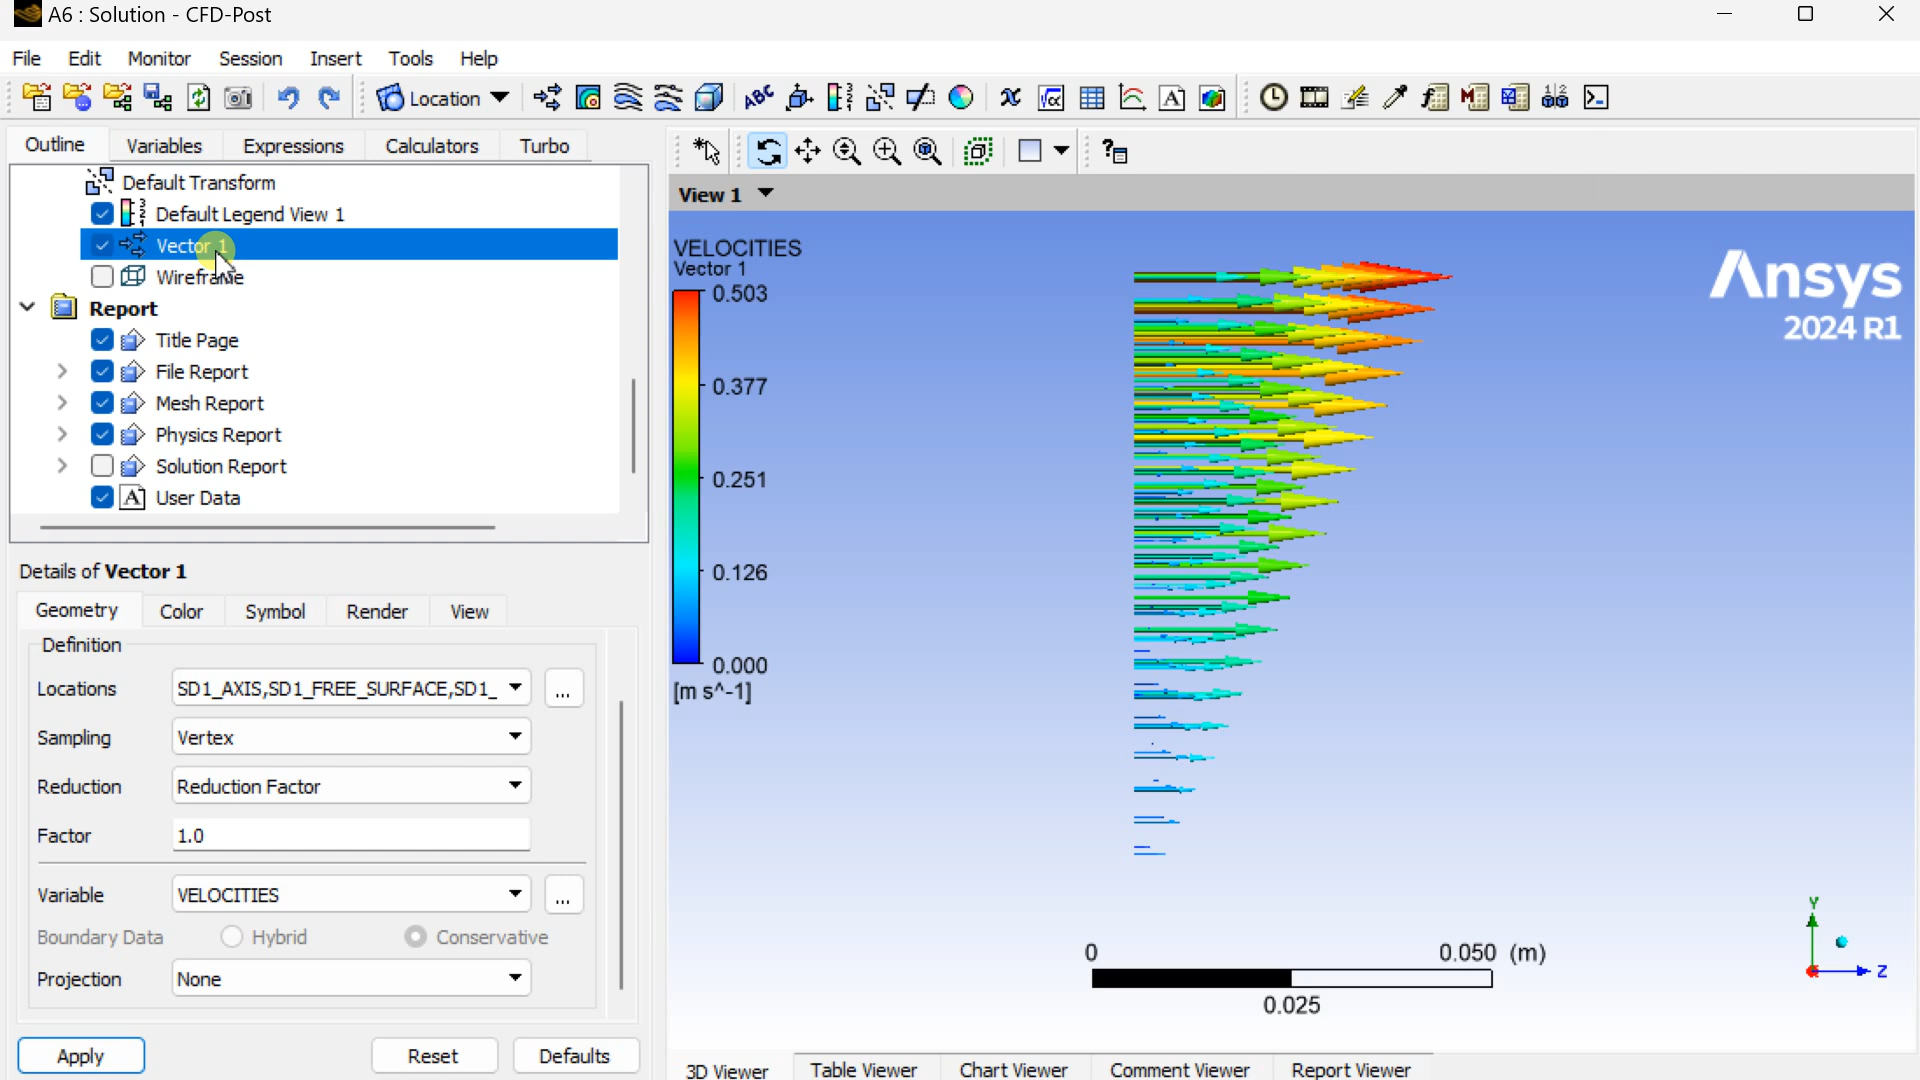 A6 : Solution - CFD-Post
File Edit Monitor Session Insert Tools Help
Location
Outline Variables Expressions Calculators Turbo
Default Transform
Default Legend View 1
Vector 1
Wireframe
Report
Title Page
File Report
Mesh Report
Physics Report
Solution Report
User Data
Details of Vector 1
Geometry Color Symbol Render View
Definition
Locations SD1_AXIS,SD1_FREE_SURFACE,SD1_ ...
Sampling Vertex
Reduction Reduction Factor
Factor 1.0
Variable VELOCITIES ...
Boundary Data Hybrid Conservative
Projection None
Apply Reset Defaults
View 1
VELOCITIES
Vector 1
0.503
0.377
0.251
0.126
0.000
[m s^-1]
Ansys
2024 R1
Y
Z
0 0.050 (m)
0.025
3D Viewer Table Viewer Chart Viewer Comment Viewer Report Viewer